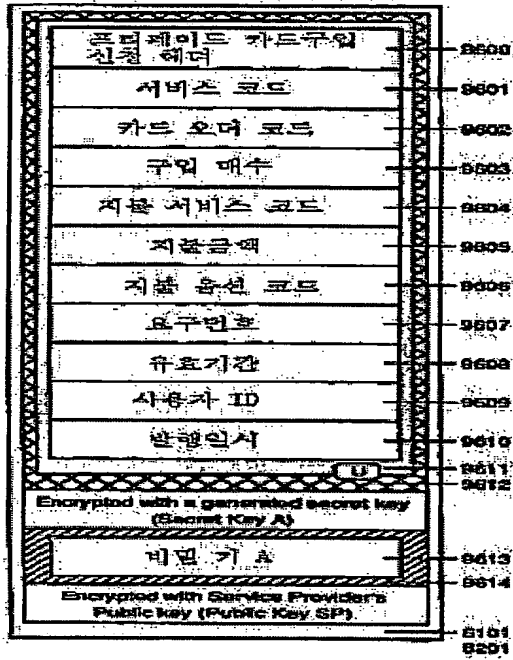 프리페이드 카드구입 9600
신청 헤더
서비스 코드 9601
카드 오더 코드 9602
구입 매수 9603
지불 서비스 코드 9604
지불금액 9605
지불 옵션 코드 9606
요구번호 9607
유효기간 9608
사용자 ID 9609
발행일시 9610
U 9611
9612
Encrypted with a generated secret key
(Secret Key A)
비밀 키 A 9613
9614
Encrypted with Service Provider's
Public key (Public Key SP)
9101
9201